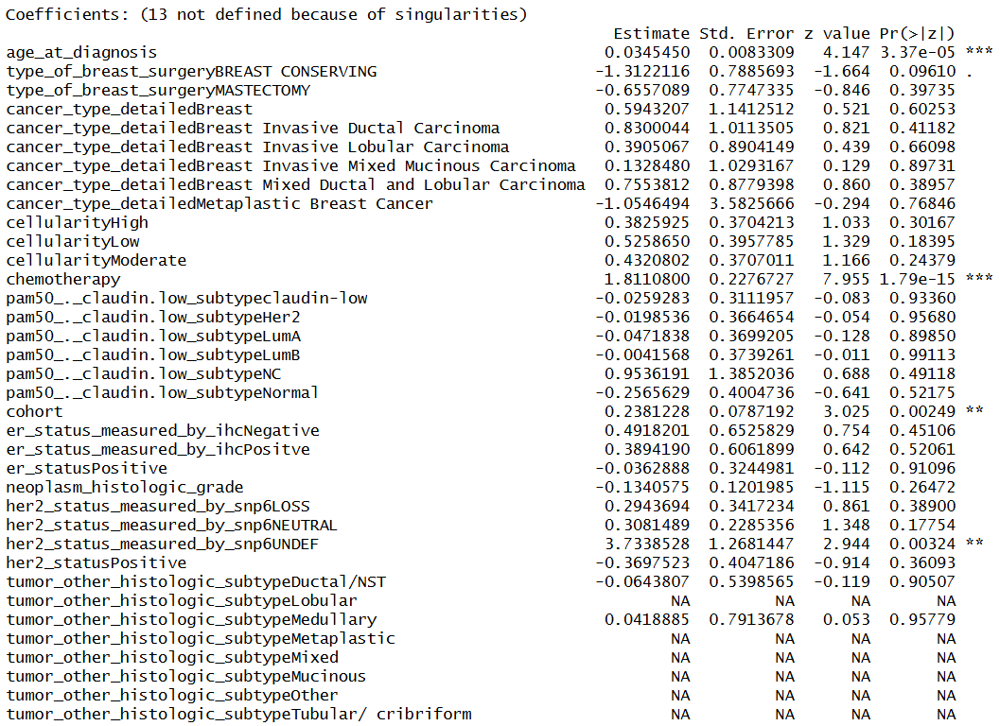 Coefficients: (13 not defined because of singularities)
Estimate Std. Error z value Pr(>|z|)
age_at_diagnosis 0.0345450 0.0083309 4.147 3.37e-05 ***
type_of_breast_surgeryBREAST CONSERVING -1.3122116 0.7885693 -1.664 0.09610 .
type_of_breast_surgeryMASTECTOMY -0.6557089 0.7747335 -0.846 0.39735
cancer_type_detailedBreast 0.5943207 1.1412512 0.521 0.60253
cancer_type_detailedBreast Invasive Ductal Carcinoma 0.8300044 1.0113505 0.821 0.41182
cancer_type_detailedBreast Invasive Lobular Carcinoma 0.3905067 0.8904149 0.439 0.66098
cancer_type_detailedBreast Invasive Mixed Mucinous Carcinoma 0.1328480 1.0293167 0.129 0.89731
cancer_type_detailedBreast Mixed Ductal and Lobular Carcinoma 0.7553812 0.8779398 0.860 0.38957
cancer_type_detailedMetaplastic Breast Cancer -1.0546494 3.5825666 -0.294 0.76846
cellularityHigh 0.3825925 0.3704213 1.033 0.30167
cellularityLow 0.5258650 0.3957785 1.329 0.18395
cellularityModerate 0.4320802 0.3707011 1.166 0.24379
chemotherapy 1.8110800 0.2276727 7.955 1.79e-15 ***
pam50_._claudin.low_subtypeclaudin-low -0.0259283 0.3111957 -0.083 0.93360
pam50_._claudin.low_subtypeHer2 -0.0198536 0.3664654 -0.054 0.95680
pam50_._claudin.low_subtypeLumA -0.0471838 0.3699205 -0.128 0.89850
pam50_._claudin.low_subtypeLumB -0.0041568 0.3739261 -0.011 0.99113
pam50_._claudin.low_subtypeNC 0.9536191 1.3852036 0.688 0.49118
pam50_._claudin.low_subtypeNormal -0.2565629 0.4004736 -0.641 0.52175
cohort 0.2381228 0.0787192 3.025 0.00249 **
er_status_measured_by_ihcNegative 0.4918201 0.6525829 0.754 0.45106
er_status_measured_by_ihcPositve 0.3894190 0.6061899 0.642 0.52061
er_statusPositive -0.0362888 0.3244981 -0.112 0.91096
neoplasm_histologic_grade -0.1340575 0.1201985 -1.115 0.26472
her2_status_measured_by_snp6LOSS 0.2943694 0.3417234 0.861 0.38900
her2_status_measured_by_snp6NEUTRAL 0.3081489 0.2285356 1.348 0.17754
her2_status_measured_by_snp6UNDEF 3.7338528 1.2681447 2.944 0.00324 **
her2_statusPositive -0.3697523 0.4047186 -0.914 0.36093
tumor_other_histologic_subtypeDuctal/NST -0.0643807 0.5398565 -0.119 0.90507
tumor_other_histologic_subtypeLobular NA NA NA NA
tumor_other_histologic_subtypeMedullary 0.0418885 0.7913678 0.053 0.95779
tumor_other_histologic_subtypeMetaplastic NA NA NA NA
tumor_other_histologic_subtypeMixed NA NA NA NA
tumor_other_histologic_subtypeMucinous NA NA NA NA
tumor_other_histologic_subtypeOther NA NA NA NA
tumor_other_histologic_subtypeTubular/ cribriform NA NA NA NA